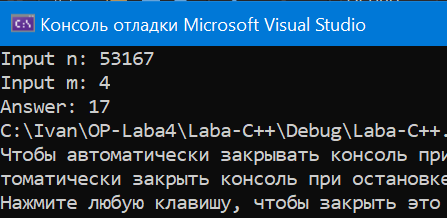 Консоль отладки Microsoft Visual Studio
Input n: 53167
Input m: 4
Answer: 17
C:\Ivan\OP-Laba4\Laba-C++\Debug\Laba-C++.
Чтобы автоматически закрывать консоль при
томатически закрыть консоль при остановке
Нажмите любую клавишу, чтобы закрыть это